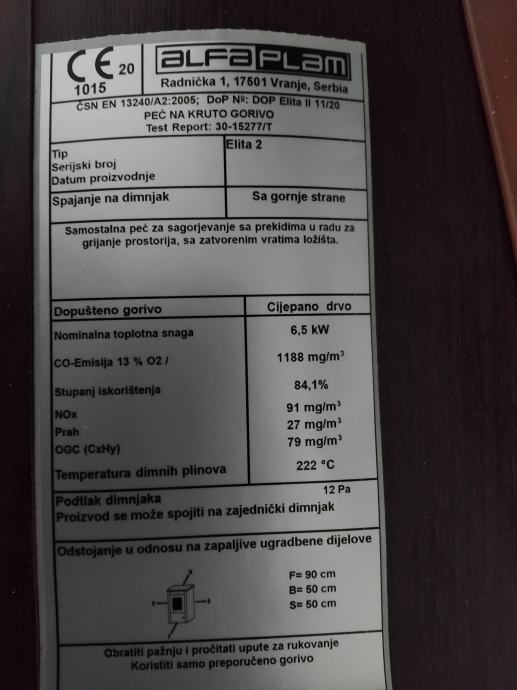 CE 20
1015
ALFA PLAM
Radnička 1, 17501 Vranje, Serbia
ČSN EN 13240/A2:2005; DoP Nº: DOP Elita II 11/20
PEĆ NA KRUTO GORIVO
Test Report: 30-15277/T
Tip Elita 2
Serijski broj
Datum proizvodnje
Spajanje na dimnjak Sa gornje strane
Samostalna peć za sagorjevanje sa prekidima u radu za
grijanje prostorija, sa zatvorenim vratima ložišta.
Dopušteno gorivo Cijepano drvo
Nominalna toplotna snaga 6,5 kW
CO-Emisija 13 % O2 / 1188 mg/m³
Stupanj iskorištenja 84,1%
NOx 91 mg/m³
Prah 27 mg/m³
OGC (CxHy) 79 mg/m³
Temperatura dimnih plinova 222 °C
Podtlak dimnjaka 12 Pa
Proizvod se može spojiti na zajednički dimnjak
Odstojanje u odnosu na zapaljive ugradbene dijelove
F= 90 cm
B= 50 cm
S= 50 cm
Obratiti pažnju i pročitati upute za rukovanje
Koristiti samo preporučeno gorivo